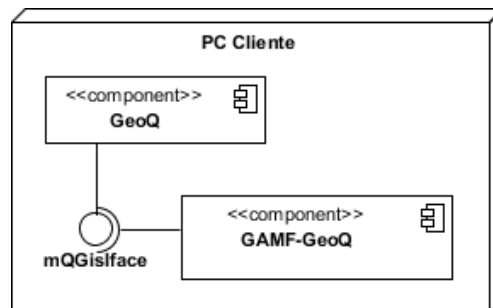 PC Cliente
<<component>>
GeoQ
mQGisIface
<<component>>
GAMF-GeoQ